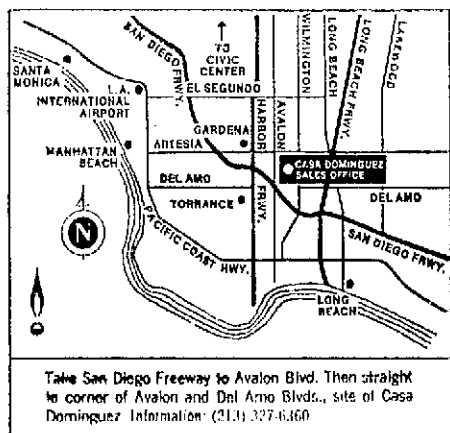 SANTA MONICA
SAN DIEGO FRWY.
TO
CIVIC
CENTER
EL SEGUNDO
L.A.
INTERNATIONAL
AIRPORT
HARBOR FRWY.
AVALON
WILMINGTON
LONG BEACH
LONG BEACH FRWY.
LAKEWOOD
GARDENA
ARTESIA
MANHATTAN
BEACH
CASA DOMINGUEZ
SALES OFFICE
DEL AMO
DEL AMO
TORRANCE
N
PACIFIC COAST HWY.
SAN DIEGO FRWY.
LONG
BEACH
Take San Diego Freeway to Avalon Blvd. Then straight
to corner of Avalon and Del Amo Blvds., site of Casa
Dominguez. Information: (213) 327-6360